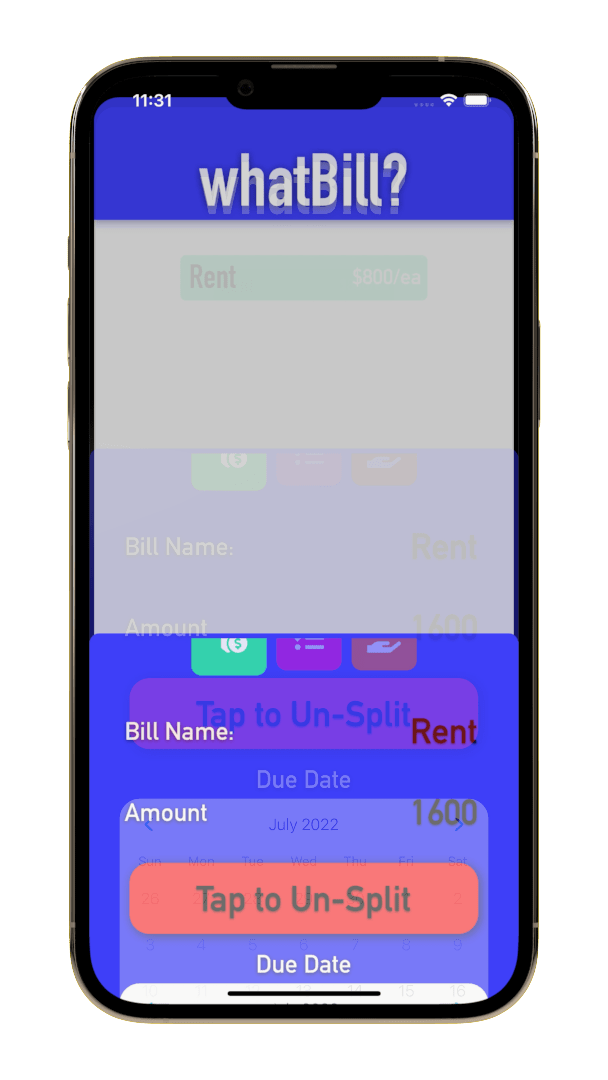 11:31
whatBill?
Rent $800/ea
Bill Name: Rent
Amount 1600
Tap to Un-Split
Bill Name: Rent
Due Date
Amount 1600
July 2022
Sun Mon Tue Wed Thu Fri Sat
Tap to Un-Split
26 2
3 4 5 6 7 8 9
Due Date
10 11 12 13 14 15 16